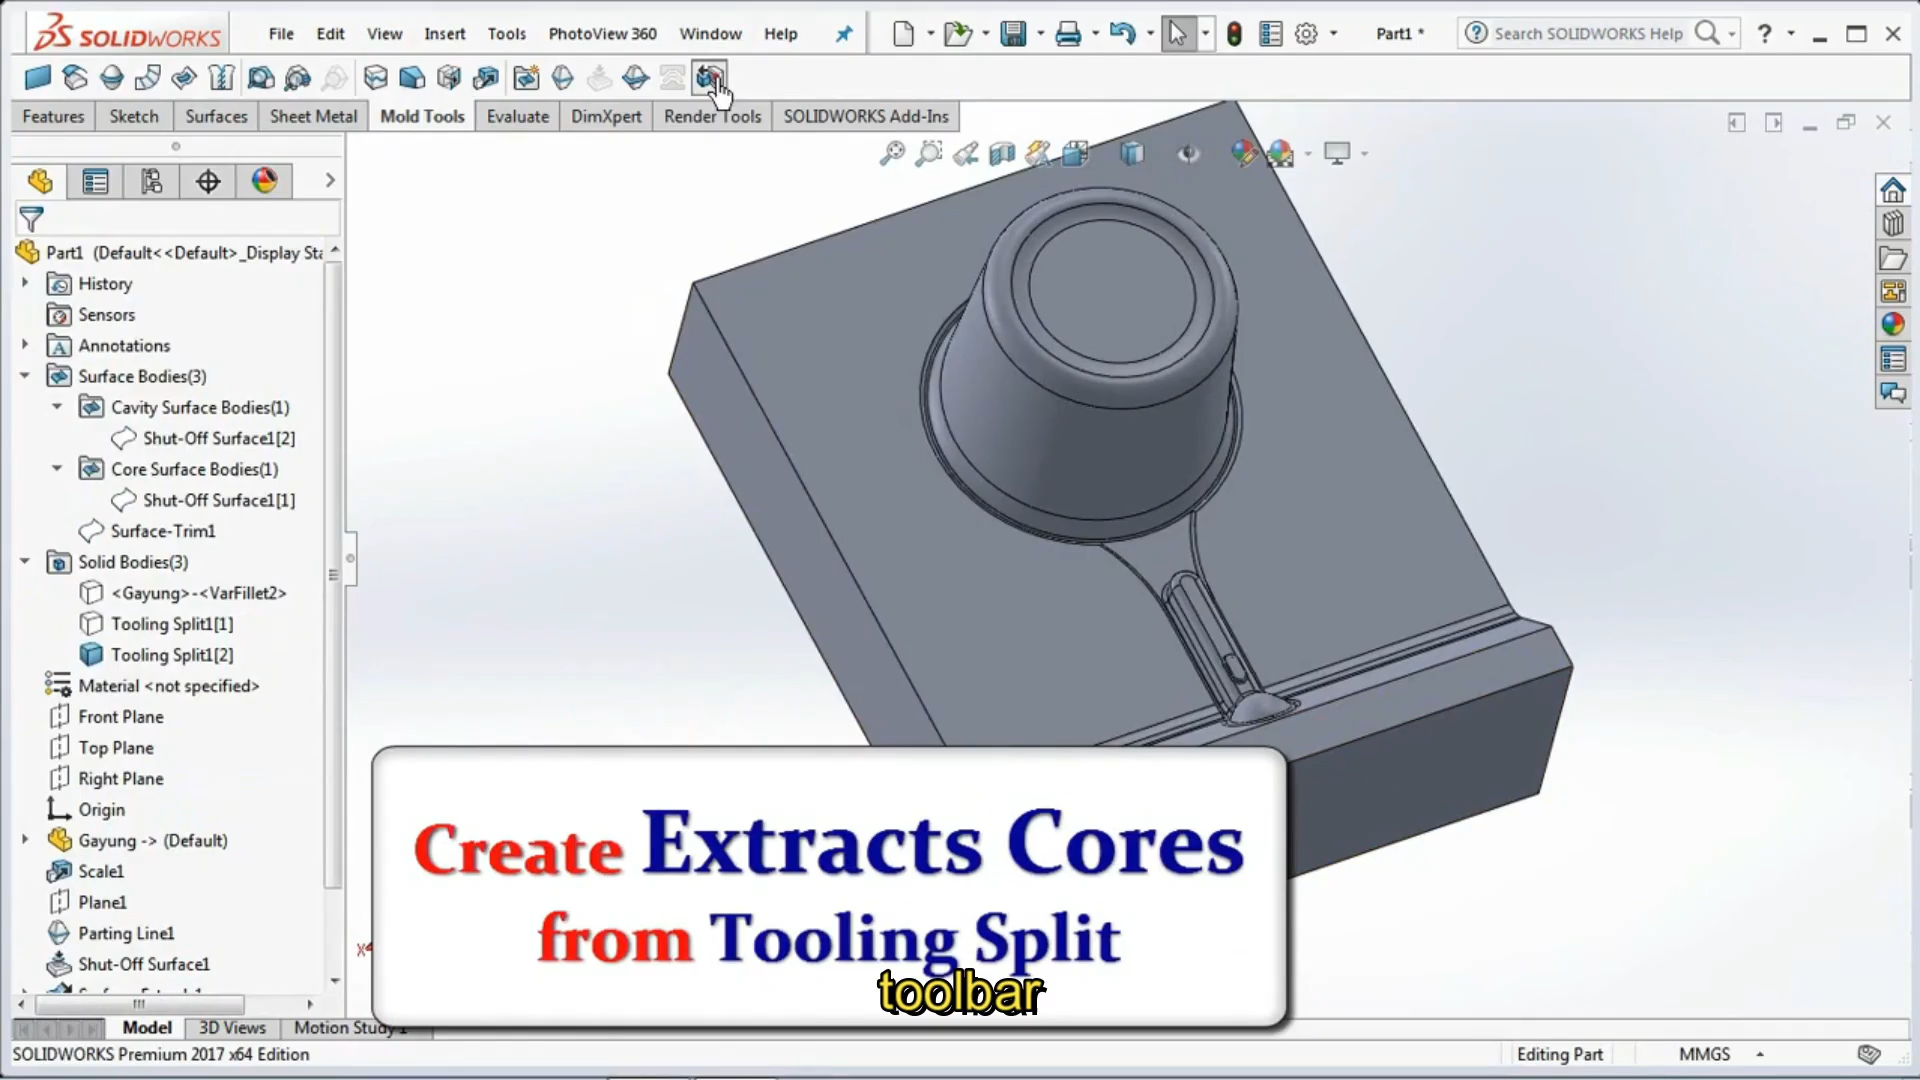 SOLIDWORKS
File Edit View Insert Tools PhotoView 360 Window Help
Part1 *
Search SOLIDWORKS Help
Features Sketch Surfaces Sheet Metal Mold Tools Evaluate DimXpert Render Tools SOLIDWORKS Add-Ins
Part1 (Default<<Default>_Display Sta
History
Sensors
Annotations
Surface Bodies(3)
Cavity Surface Bodies(1)
Shut-Off Surface1[2]
Core Surface Bodies(1)
Shut-Off Surface1[1]
Surface-Trim1
Solid Bodies(3)
<Gayung>-<VarFillet2>
Tooling Split1[1]
Tooling Split1[2]
Material <not specified>
Front Plane
Top Plane
Right Plane
Origin
Gayung -> (Default)
Scale1
Plane1
Parting Line1
Shut-Off Surface1
Create Extracts Cores
from Tooling Split
toolbar
Model 3D Views Motion Study 1
SOLIDWORKS Premium 2017 x64 Edition
Editing Part
MMGS